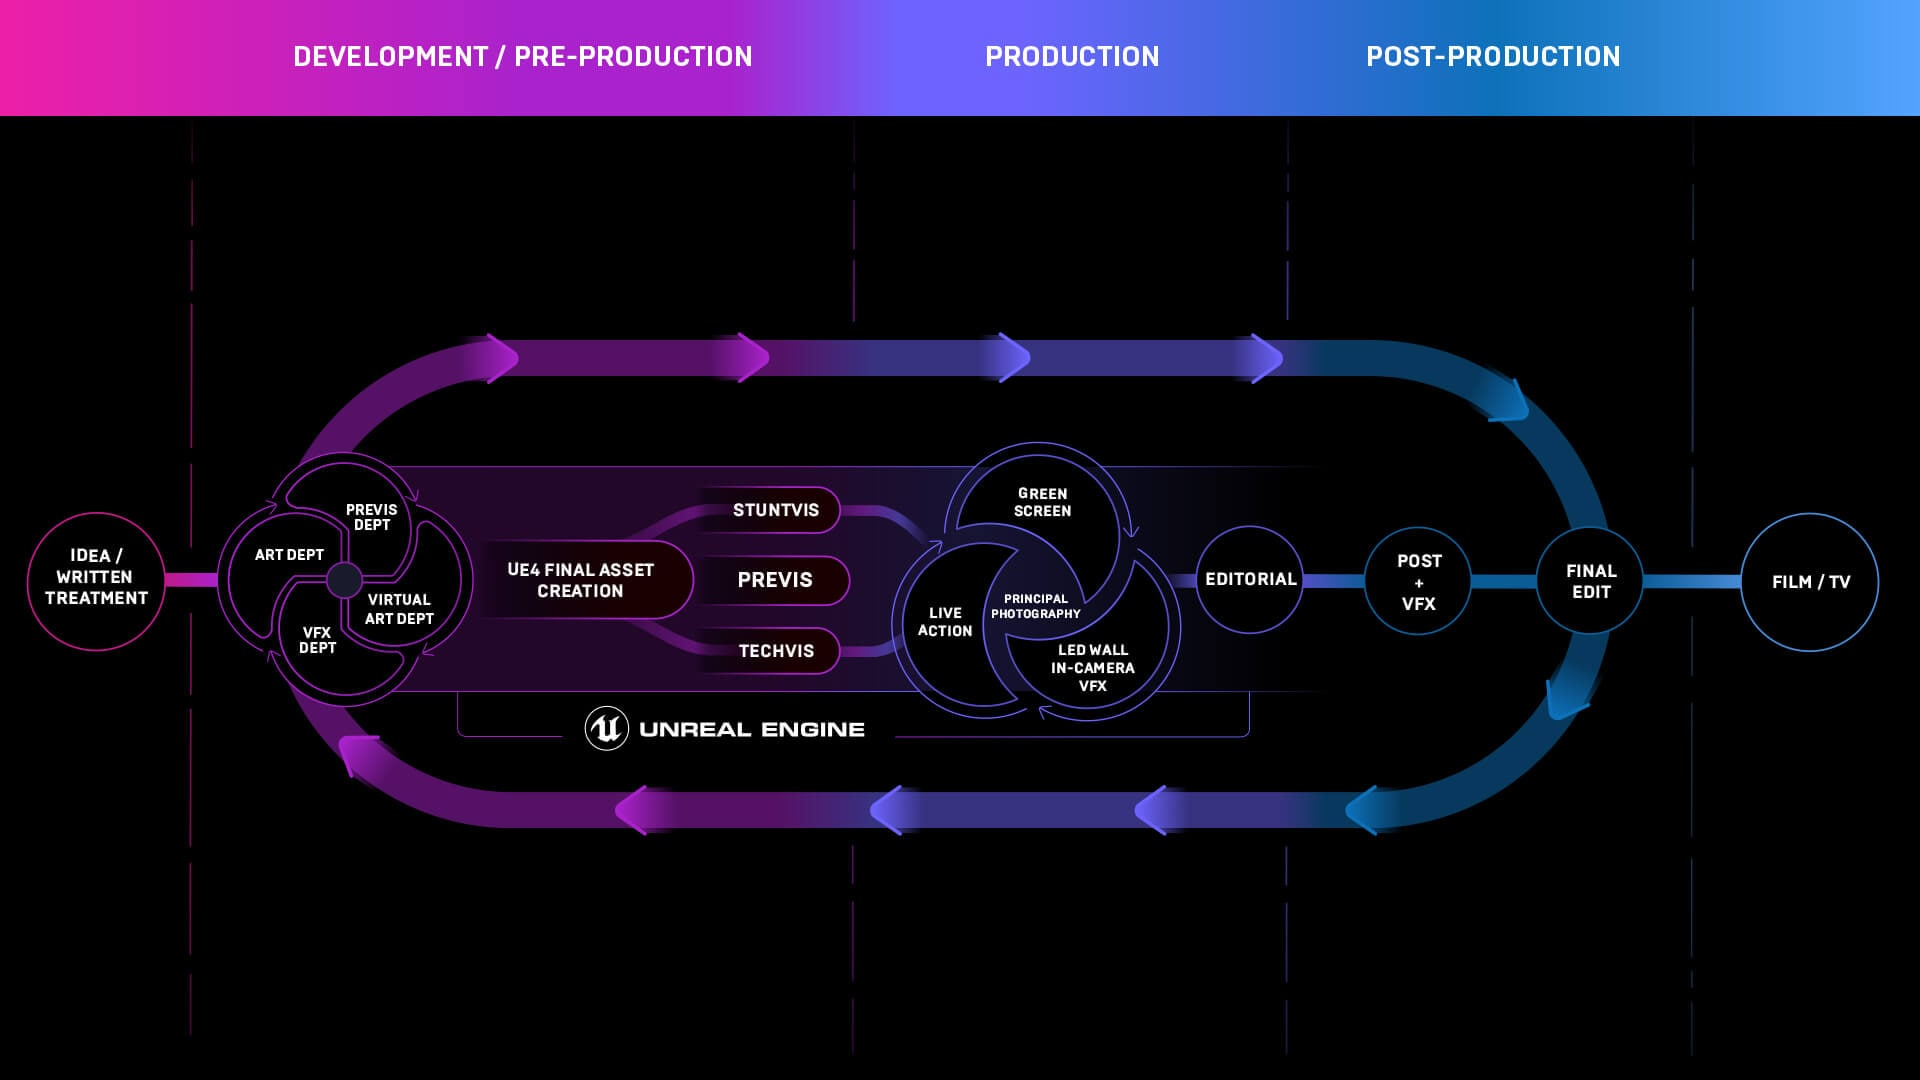 DEVELOPMENT / PRE-PRODUCTION
PRODUCTION
POST-PRODUCTION
IDEA /
WRITTEN
TREATMENT
PREVIS
DEPT
ART DEPT
VIRTUAL
ART DEPT
VFX
DEPT
UE4 FINAL ASSET
CREATION
STUNTVIS
PREVIS
TECHVIS
GREEN
SCREEN
LIVE
ACTION
PRINCIPAL
PHOTOGRAPHY
LED WALL
IN-CAMERA
VFX
EDITORIAL
POST
+
VFX
FINAL
EDIT
FILM / TV
UNREAL ENGINE